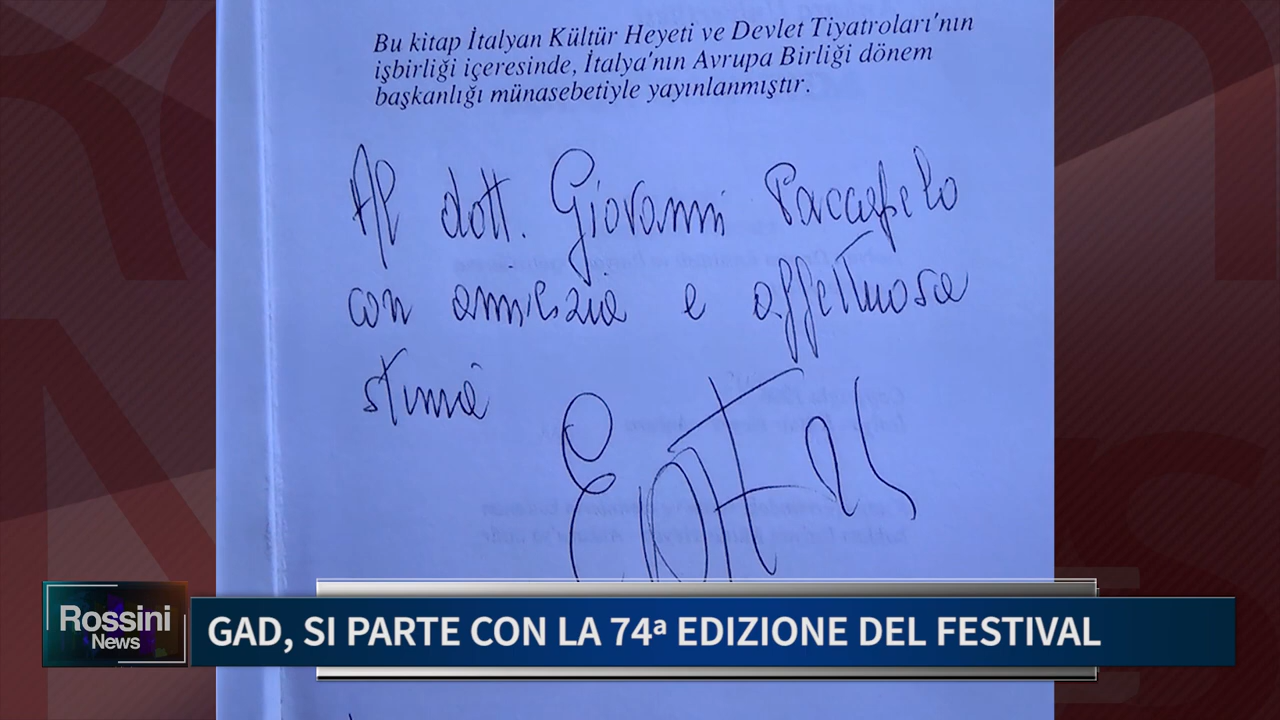 Bu kitap İtalyan Kültür Heyeti ve Devlet Tiyatroları'nın
işbirliği içeresinde, İtalya'nın Avrupa Birliği dönem
başkanlığı münasebetiyle yayınlanmıştır.
Al dott. Giovanni Paccapelo
con amicizia e affettuosa
stima
Rossini
News
GAD, SI PARTE CON LA 74ª EDIZIONE DEL FESTIVAL